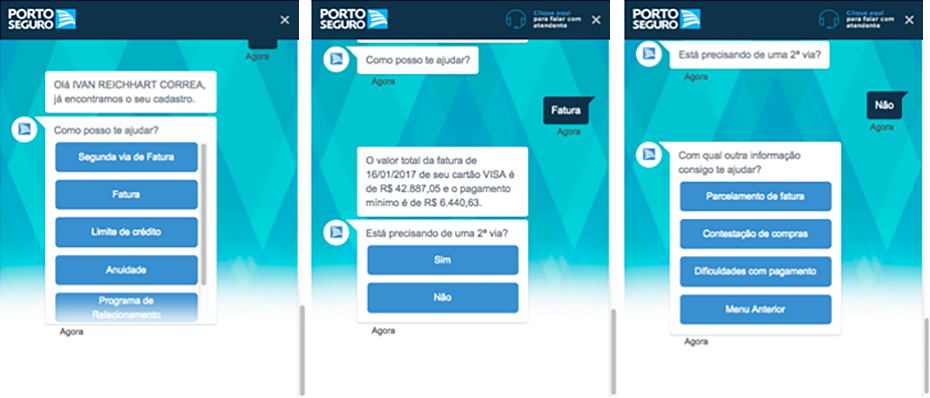 PORTO
SEGURO
×
Agora
Olá IVAN REICHHART CORREA,
já encontramos o seu cadastro.
Como posso te ajudar?
Segunda via de Fatura
Fatura
Limite de crédito
Anuidade
Programa de
Relacionamento
Agora
PORTO
SEGURO
Clique aqui
para falar com
atendente
×
Como posso te ajudar?
Agora
Fatura
Agora
O valor total da fatura de
16/01/2017 de seu cartão VISA é
de R$ 42.887,05 e o pagamento
mínimo é de R$ 6.440,63.
Está precisando de uma 2ª via?
Sim
Não
Agora
PORTO
SEGURO
Clique aqui
para falar com
atendente
×
Está precisando de uma 2ª via?
Agora
Não
Agora
Com qual outra informação
consigo te ajudar?
Parcelamento de fatura
Contestação de compras
Dificuldades com pagamento
Menu Anterior
Agora